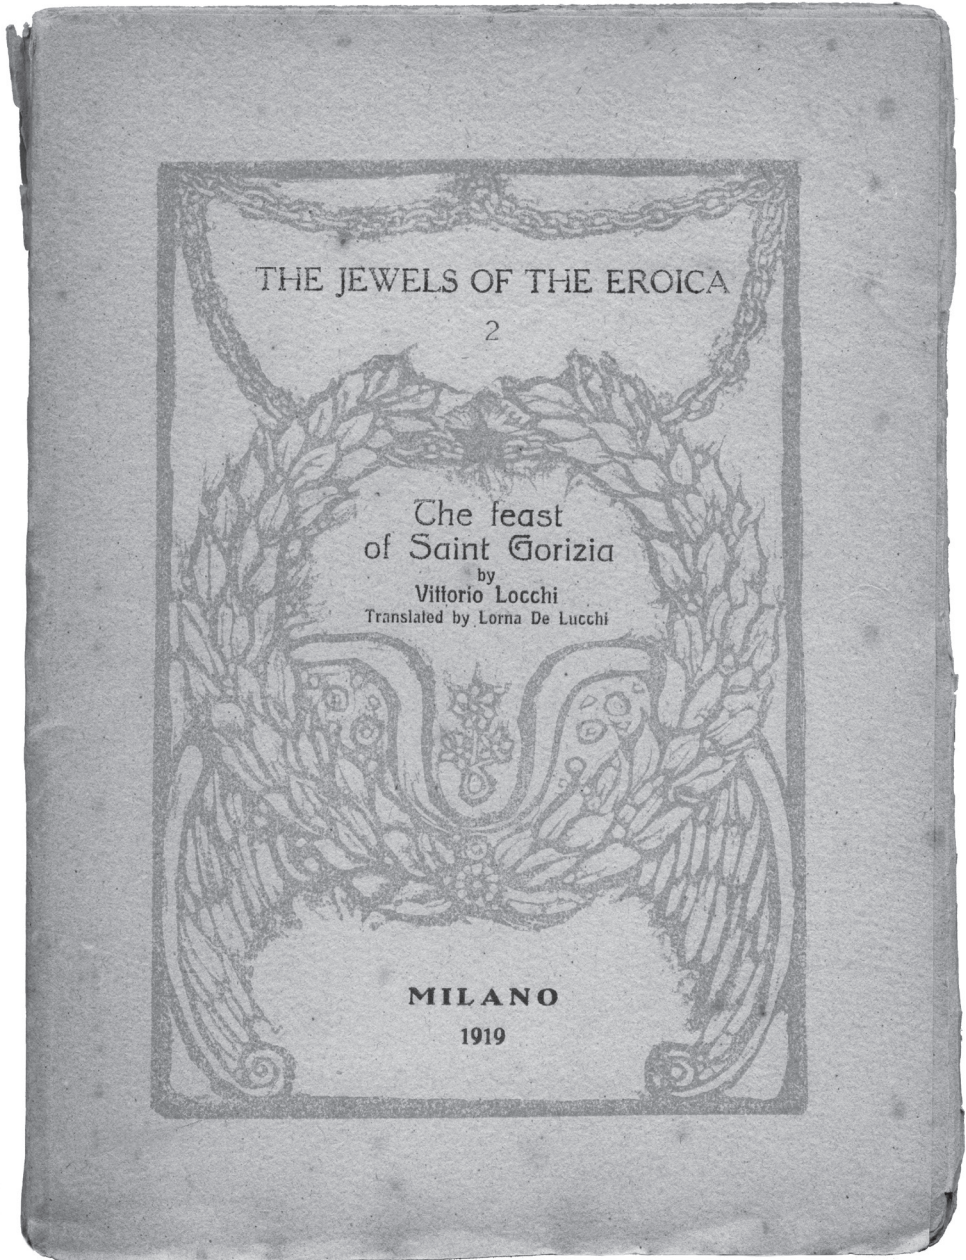 THE JEWELS OF THE EROICA
2
The feast
of Saint Gorizia
by
Vittorio Locchi
Translated by Lorna De Lucchi
MILANO
1919